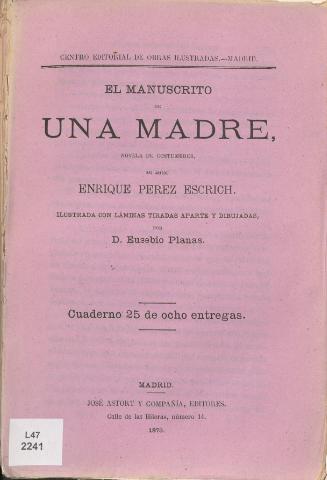 CENTRO EDITORIAL DE OBRAS ILUSTRADAS.—MADRID.
EL MANUSCRITO
DE
UNA MADRE,
NOVELA DE COSTUMBRES,
ENRIQUE PEREZ ESCRICH.
ILUSTRADA CON LÁMINAS TIRADAS APARTE Y DIBUJADAS,
POR
D. Eusebio Planas.
Cuaderno 25 de ocho entregas.
MADRID.
JOSÉ ASTORT Y COMPAÑÍA, EDITORES.
Calle de las Hileras, número 14.
L47
2241